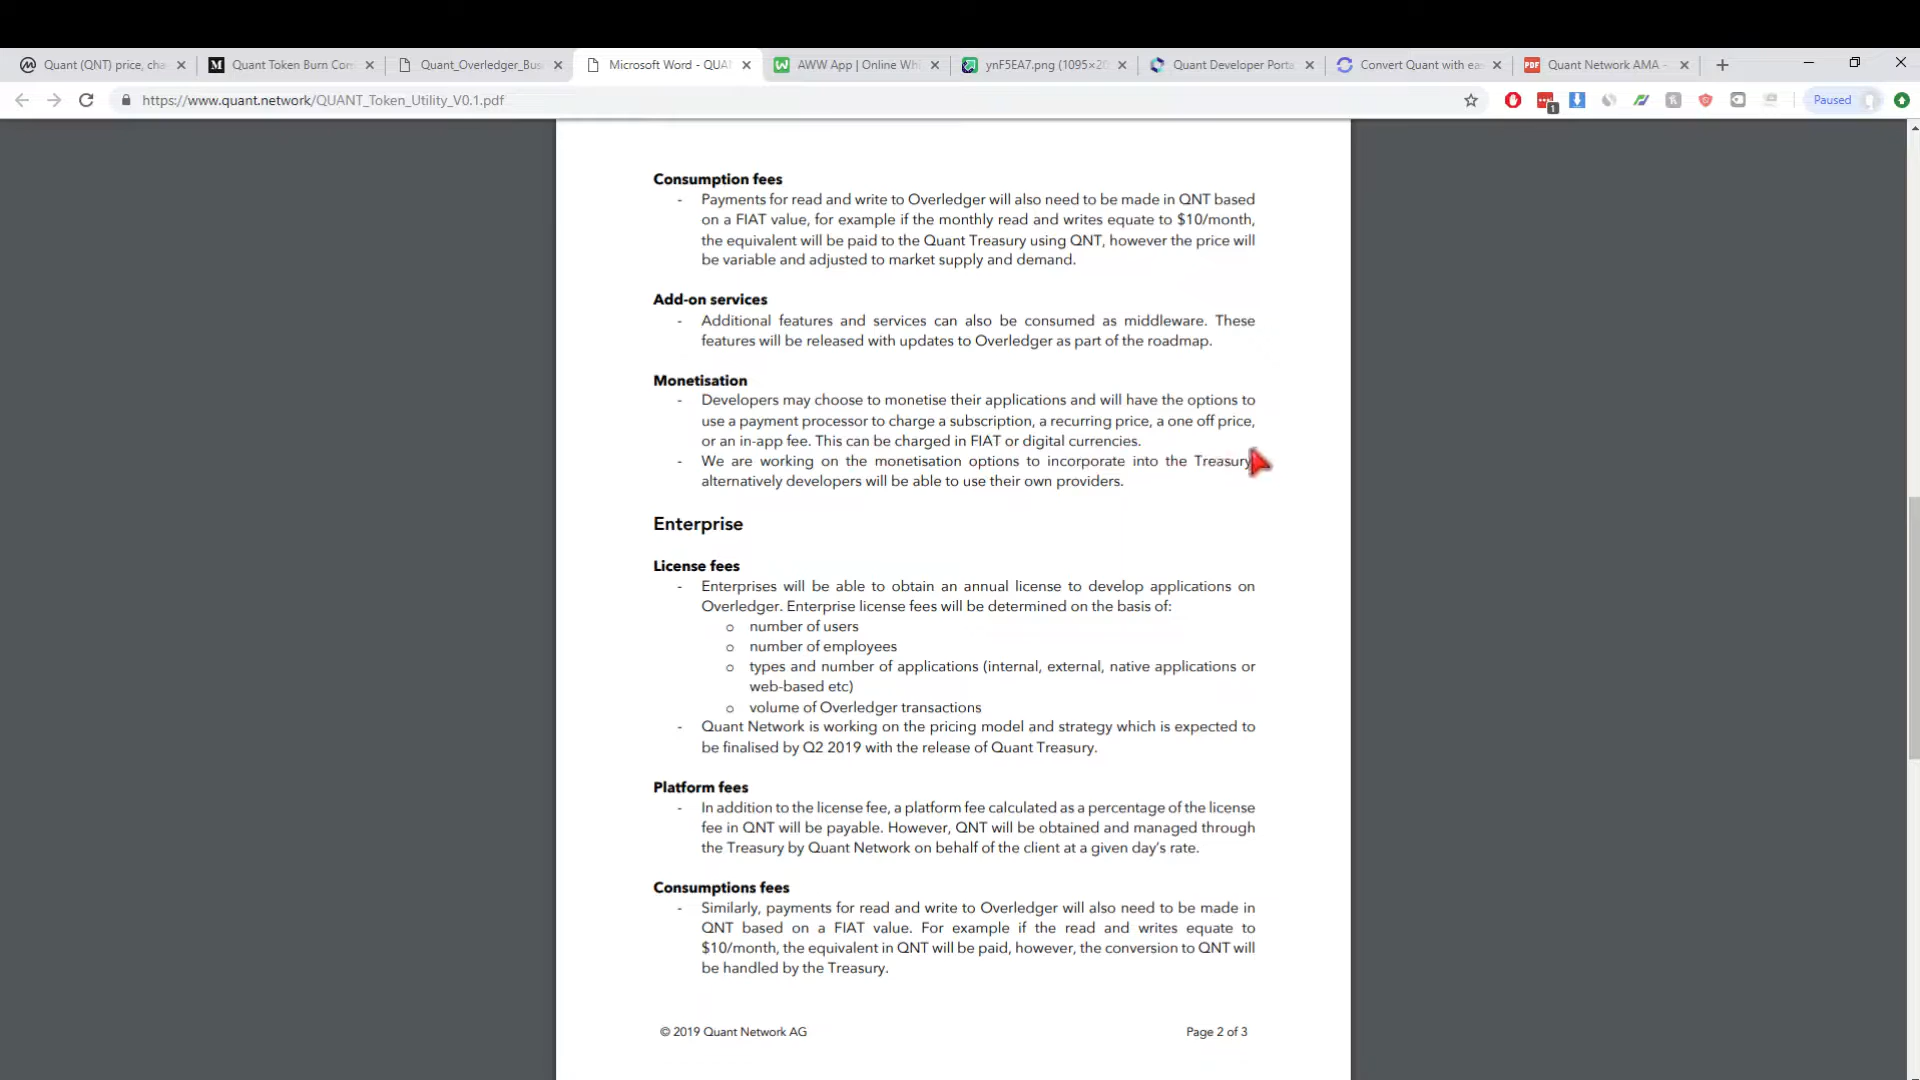 Quant (QNT) price, cha
Quant Token Burn Con
Quant_Overledger_Bus
Microsoft Word - QUA
AWW App | Online Whi
ynF5EA7.png (1095×20
Quant Developer Porta
Convert Quant with eas
Quant Network AMA -
https://www.quant.network/QUANT_Token_Utility_V0.1.pdf
1
Paused
Consumption fees
- Payments for read and write to Overledger will also need to be made in QNT based
on a FIAT value, for example if the monthly read and writes equate to $10/month,
the equivalent will be paid to the Quant Treasury using QNT, however the price will
be variable and adjusted to market supply and demand.
Add-on services
- Additional features and services can also be consumed as middleware. These
features will be released with updates to Overledger as part of the roadmap.
Monetisation
- Developers may choose to monetise their applications and will have the options to
use a payment processor to charge a subscription, a recurring price, a one off price,
or an in-app fee. This can be charged in FIAT or digital currencies.
- We are working on the monetisation options to incorporate into the Treasury
alternatively developers will be able to use their own providers.
Enterprise
License fees
- Enterprises will be able to obtain an annual license to develop applications on
Overledger. Enterprise license fees will be determined on the basis of:
o number of users
o number of employees
o types and number of applications (internal, external, native applications or
web-based etc)
o volume of Overledger transactions
- Quant Network is working on the pricing model and strategy which is expected to
be finalised by Q2 2019 with the release of Quant Treasury.
Platform fees
- In addition to the license fee, a platform fee calculated as a percentage of the license
fee in QNT will be payable. However, QNT will be obtained and managed through
the Treasury by Quant Network on behalf of the client at a given day's rate.
Consumptions fees
- Similarly, payments for read and write to Overledger will also need to be made in
QNT based on a FIAT value. For example if the read and writes equate to
$10/month, the equivalent in QNT will be paid, however, the conversion to QNT will
be handled by the Treasury.
© 2019 Quant Network AG
Page 2 of 3